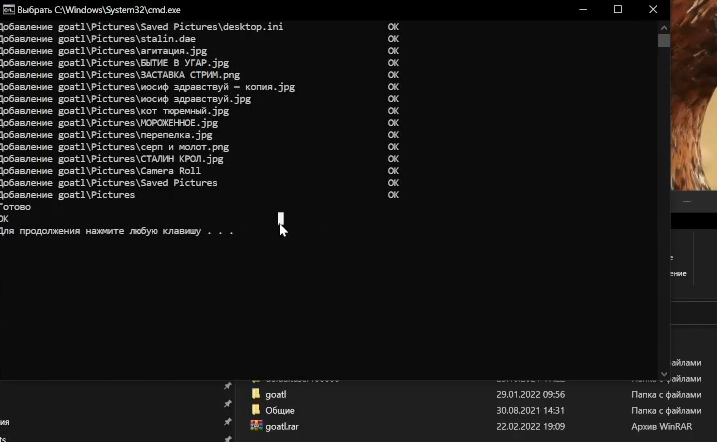 Выбрать C:\Windows\System32\cmd.exe
Добавление goatl\Pictures\Saved Pictures\desktop.ini OK
Добавление goatl\Pictures\stalin.dae OK
Добавление goatl\Pictures\агитация.jpg OK
Добавление goatl\Pictures\БЫТИЕ В УГАР.jpg OK
Добавление goatl\Pictures\ЗАСТАВКА СТРИМ.png OK
Добавление goatl\Pictures\иосиф здравствуй — копия.jpg OK
Добавление goatl\Pictures\иосиф здравствуй.jpg OK
Добавление goatl\Pictures\кот тюремный.jpg OK
Добавление goatl\Pictures\МОРОЖЕННОЕ.jpg OK
Добавление goatl\Pictures\перепелка.jpg OK
Добавление goatl\Pictures\серп и молот.png OK
Добавление goatl\Pictures\СТАЛИН КРОЛ.jpg OK
Добавление goatl\Pictures\Camera Roll OK
Добавление goatl\Pictures\Saved Pictures OK
Добавление goatl\Pictures OK
Готово
OK
Для продолжения нажмите любую клавишу . . .
е
ение
айлами
goatl 29.01.2022 09:56 Папка с файлами
Общие 30.08.2021 14:31 Папка с файлами
ия
goatl.rar 22.02.2022 19:09 Архив WinRAR
ts